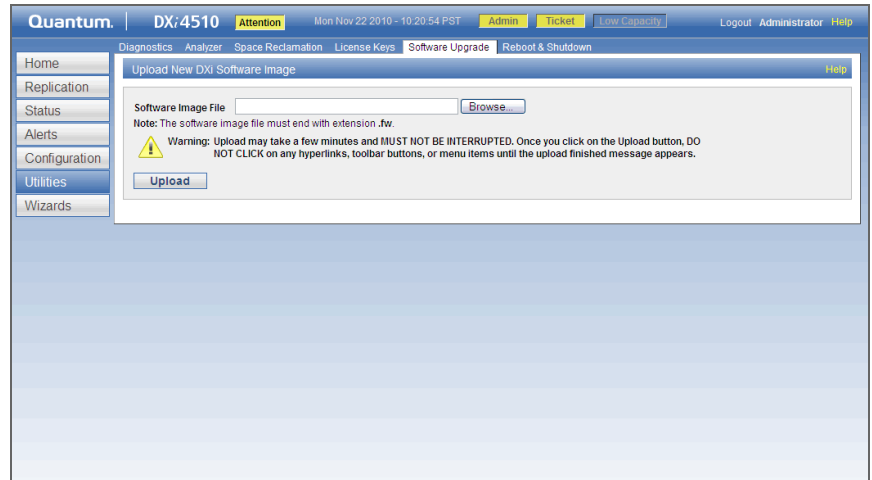 Quantum. DXi4510 Attention Mon Nov 22 2010 - 10:20:54 PST Admin Ticket Low Capacity Logout Administrator Help
Diagnostics Analyzer Space Reclamation License Keys Software Upgrade Reboot & Shutdown
Home
Replication
Status
Alerts
Configuration
Utilities
Wizards
Upload New DXi Software Image Help
Software Image File Browse...
Note: The software image file must end with extension .fw.
Warning: Upload may take a few minutes and MUST NOT BE INTERRUPTED. Once you click on the Upload button, DO
NOT CLICK on any hyperlinks, toolbar buttons, or menu items until the upload finished message appears.
Upload